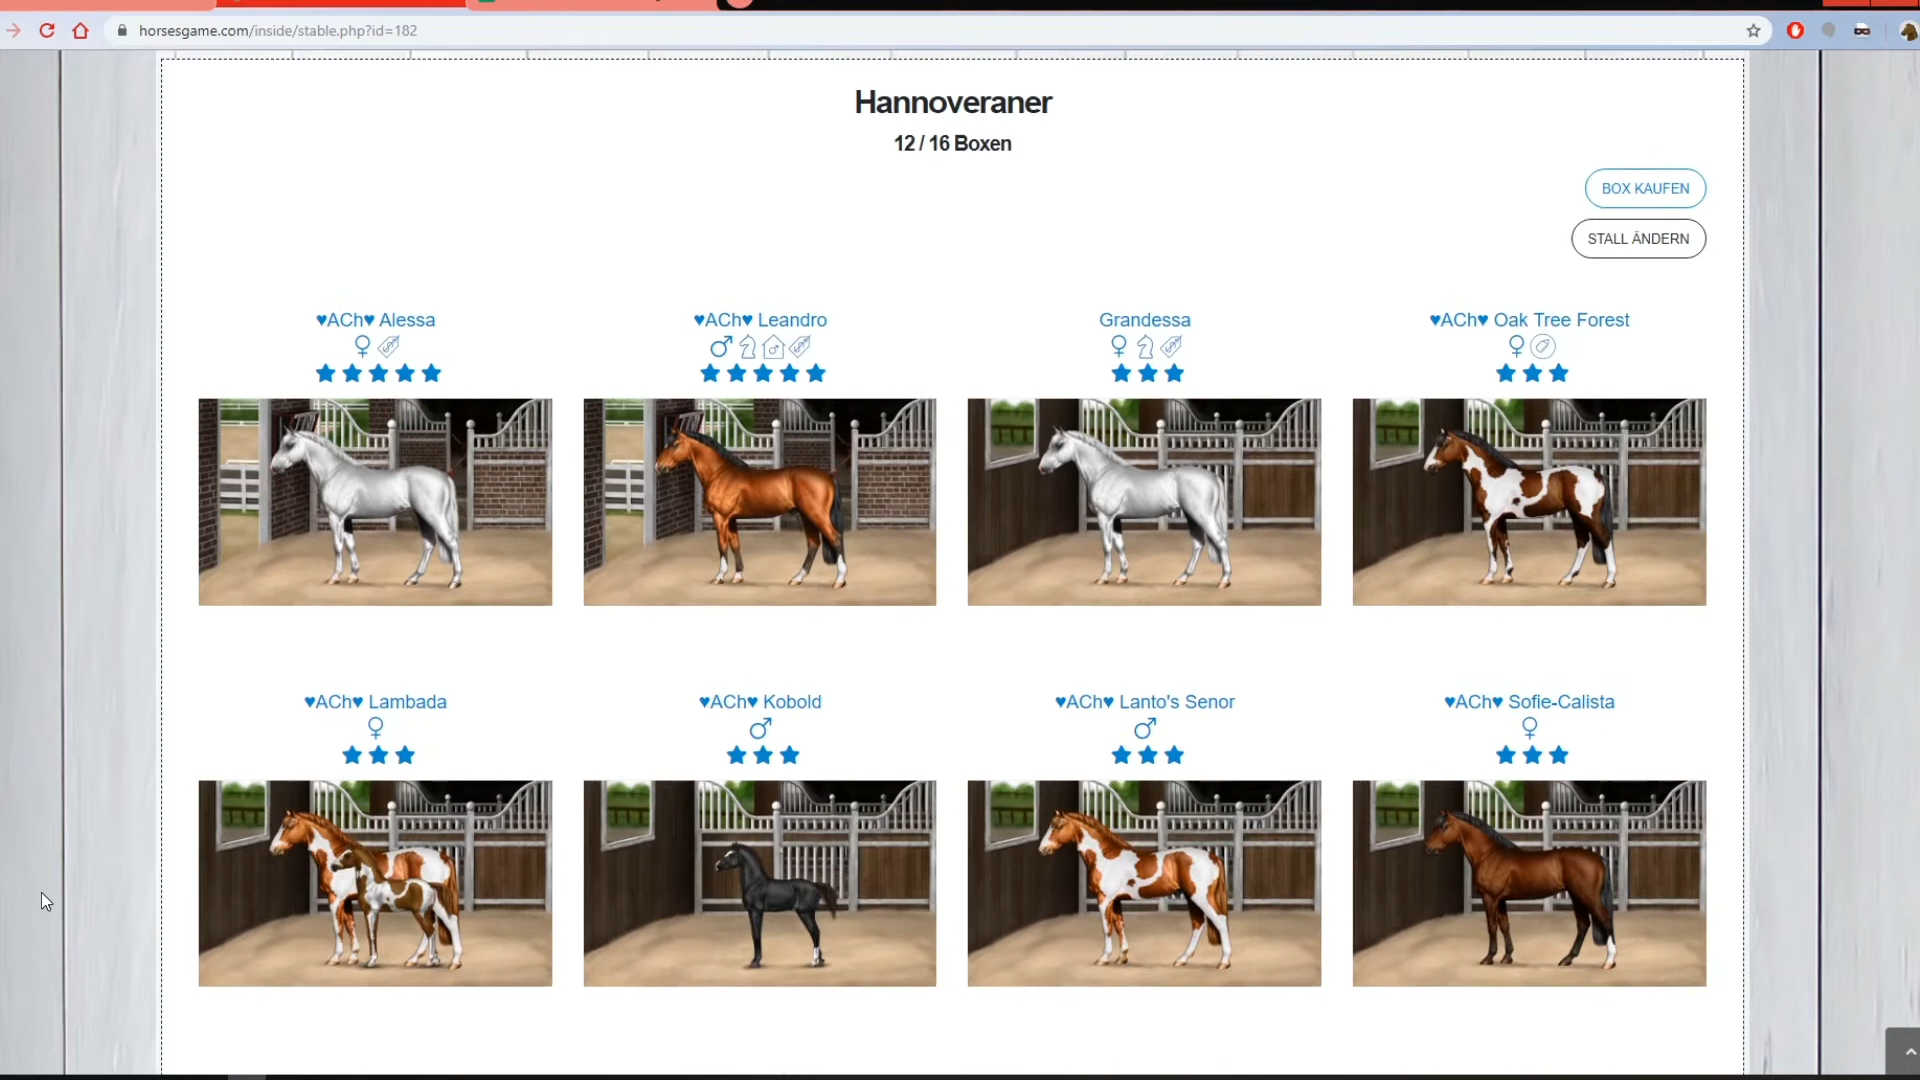 horsesgame.com/inside/stable.php?id=182
Hannoveraner
12 / 16 Boxen
BOX KAUFEN
STALL ÄNDERN
♥ACh♥ Alessa
♥ACh♥ Leandro
Grandessa
♥ACh♥ Oak Tree Forest
♥ACh♥ Lambada
♥ACh♥ Kobold
♥ACh♥ Lanto's Senor
♥ACh♥ Sofie-Calista